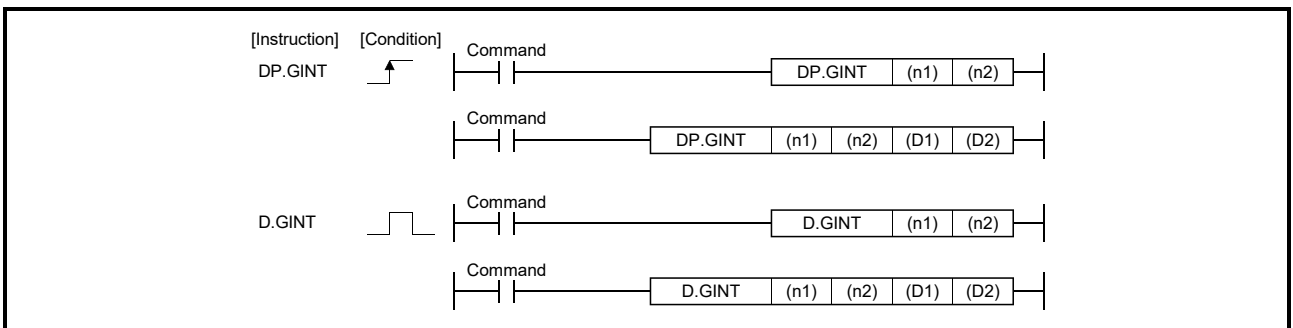 [Instruction] [Condition]
Command
DP.GINT DP.GINT (n1) (n2)
Command
DP.GINT (n1) (n2) (D1) (D2)
Command
D.GINT D.GINT (n1) (n2)
Command
D.GINT (n1) (n2) (D1) (D2)